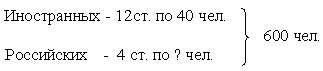 Иностранных - 12ст. по 40 чел.
600 чел.
Российских - 4 ст. по ? чел.